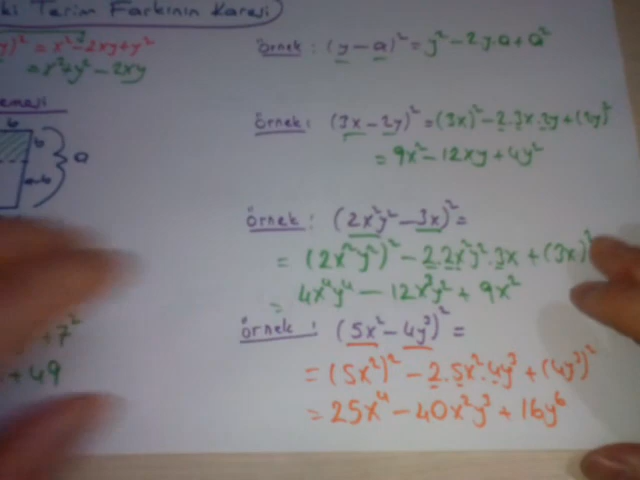 ki Terim Farkının Karesi
y)² = x² - 2xy + y²
= x² + y² - 2xy
b
b
a
b
+ 7²
+ 49
örnek : (y - a)² = y² - 2.y.a + a²
örnek : (3x - 2y)² = (3x)² - 2.3x.2y + (2y)²
= 9x² - 12xy + 4y²
örnek : (2x²y² - 3x)² =
= (2x²y²)² - 2.2x²y².3x + (3x)²
= 4x⁴y⁴ - 12x³y² + 9x²
örnek : (5x² - 4y³)² =
= (5x²)² - 2.5x².4y³ + (4y³)²
= 25x⁴ - 40x²y³ + 16y⁶